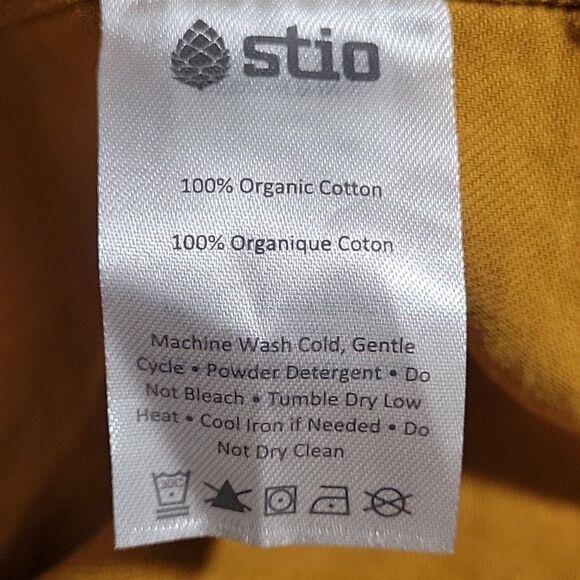 stio
100% Organic Cotton
100% Organique Coton
Machine Wash Cold, Gentle
Cycle • Powder Detergent • Do
Not Bleach • Tumble Dry Low
Heat • Cool Iron if Needed • Do
Not Dry Clean
30C